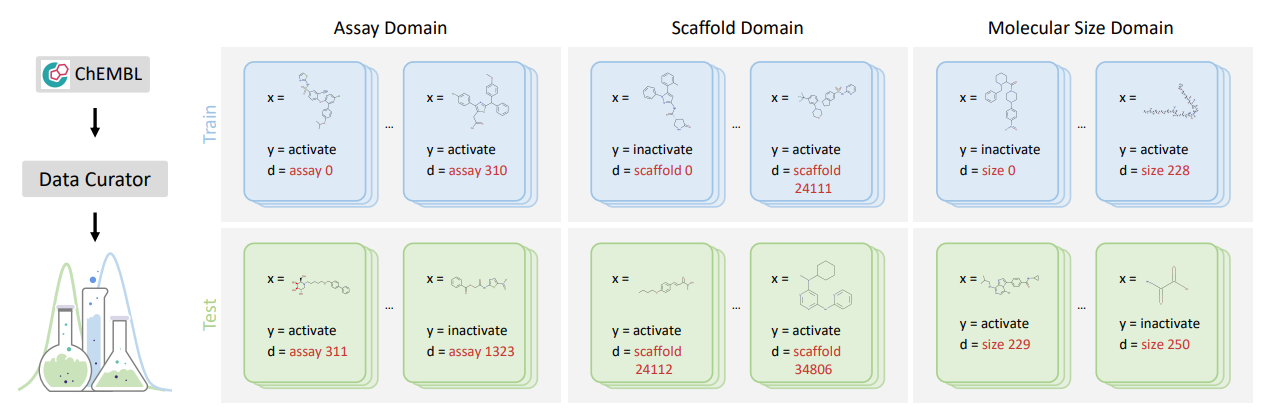 Assay Domain
Scaffold Domain
Molecular Size Domain
ChEMBL
Data Curator
Train
x =
y = activate
d = assay 0
...
x =
y = activate
d = assay 310
x =
y = inactivate
d = scaffold 0
...
x =
y = activate
d = scaffold
24111
x =
y = inactivate
d = size 0
...
x =
y = activate
d = size 228
Test
x =
y = activate
d = assay 311
...
x =
y = inactivate
d = assay 1323
x =
y = activate
d = scaffold
24112
...
x =
y = activate
d = scaffold
34806
x =
y = activate
d = size 229
...
x =
y = inactivate
d = size 250